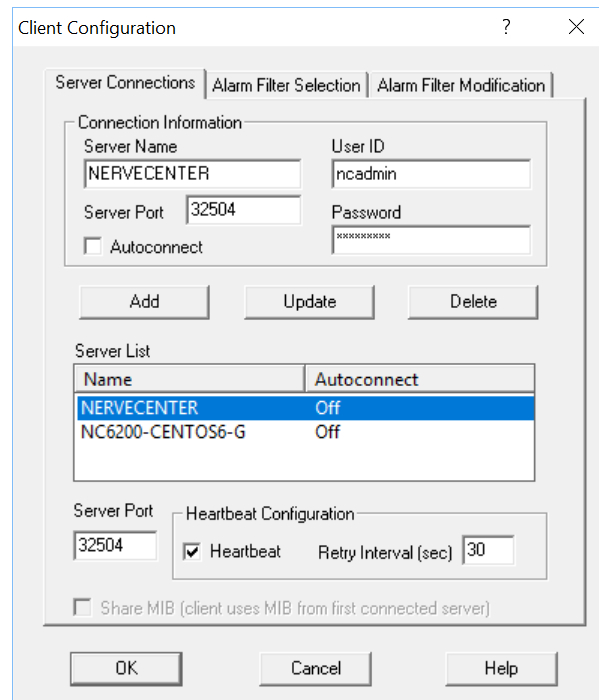 Client Configuration ? ×
Server Connections Alarm Filter Selection Alarm Filter Modification
Connection Information
Server Name User ID
NERVECENTER ncadmin
Server Port 32504 Password
Autoconnect *********
Add Update Delete
Server List
Name Autoconnect
NERVECENTER Off
NC6200-CENTOS6-G Off
Server Port Heartbeat Configuration
32504 Heartbeat Retry Interval (sec) 30
Share MIB (client uses MIB from first connected server)
OK Cancel Help